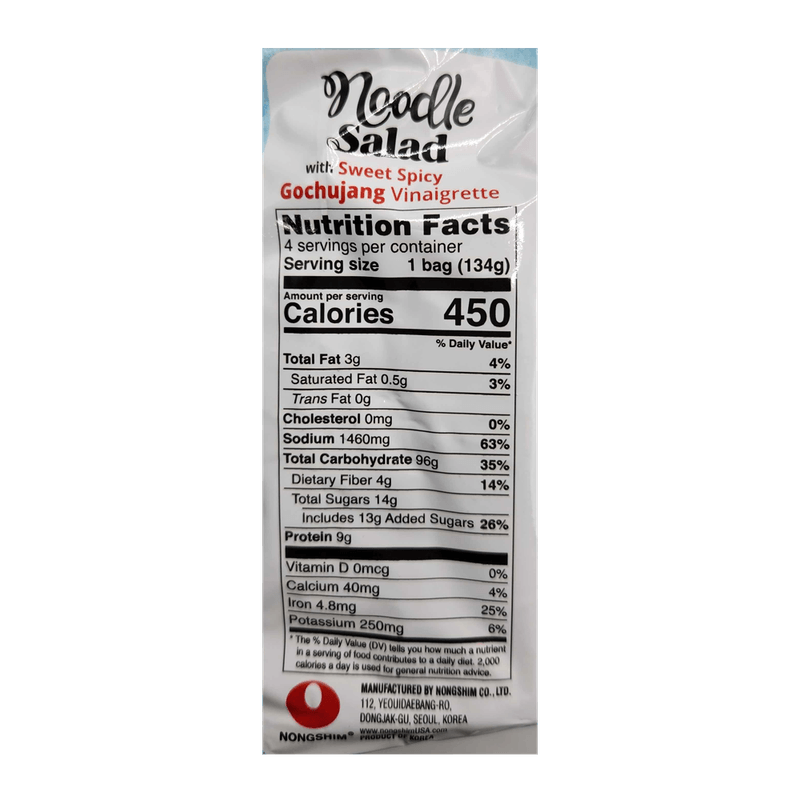 Noodle
Salad
with Sweet Spicy
Gochujang Vinaigrette
Nutrition Facts
4 servings per container
Serving size 1 bag (134g)
Amount per serving
Calories 450
% Daily Value*
Total Fat 3g 4%
Saturated Fat 0.5g 3%
Trans Fat 0g
Cholesterol 0mg 0%
Sodium 1460mg 63%
Total Carbohydrate 96g 35%
Dietary Fiber 4g 14%
Total Sugars 14g
Includes 13g Added Sugars 26%
Protein 9g
Vitamin D 0mcg 0%
Calcium 40mg 4%
Iron 4.8mg 25%
Potassium 250mg 6%
* The % Daily Value (DV) tells you how much a nutrient
in a serving of food contributes to a daily diet. 2,000
calories a day is used for general nutrition advice.
MANUFACTURED BY NONGSHIM CO., LTD.
112, YEOUIDAEBANG-RO,
DONGJAK-GU, SEOUL, KOREA
www.nongshimUSA.com
NONGSHIM® PRODUCT OF KOREA